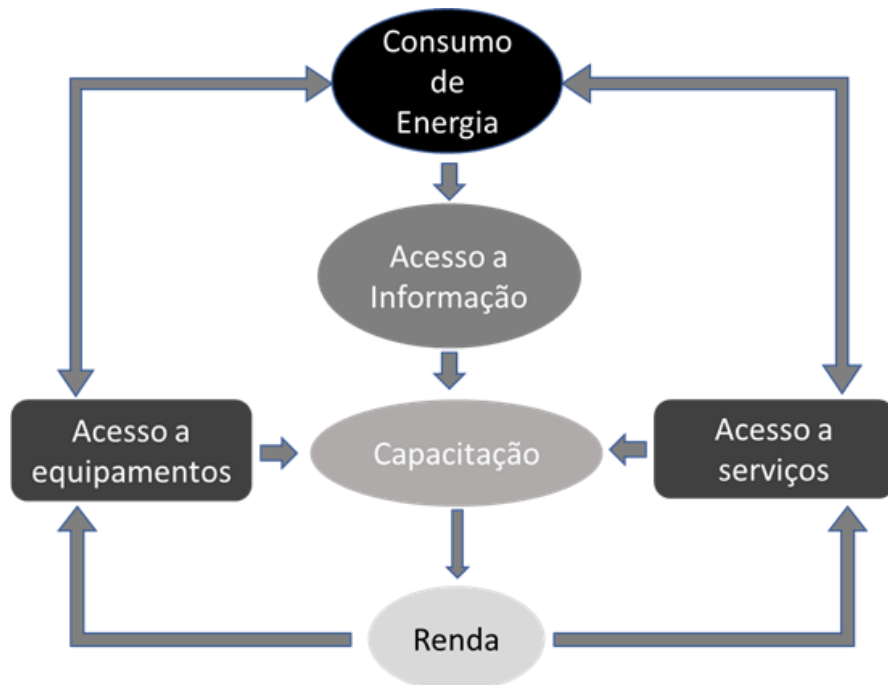 Consumo
de
Energia
Acesso a
Informação
Acesso a
equipamentos
Capacitação
Acesso a
serviços
Renda